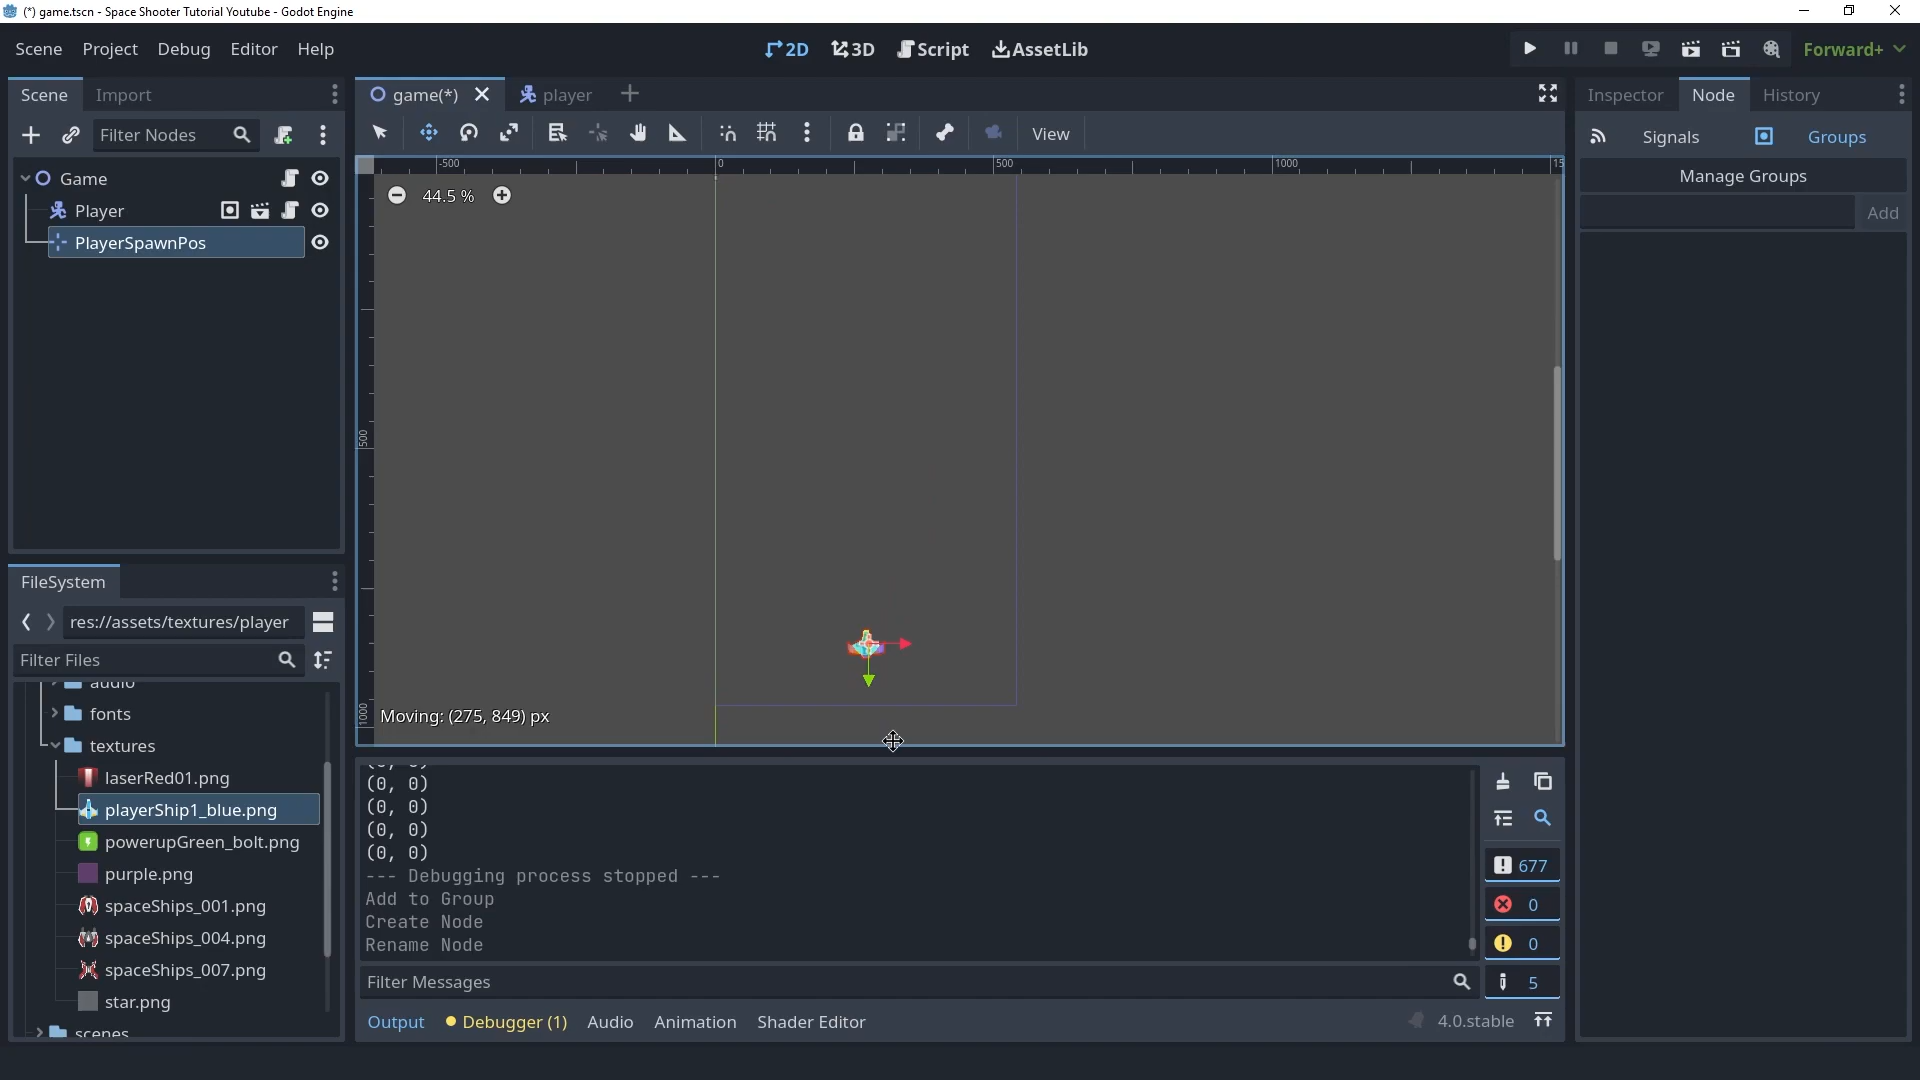 (*) game.tscn - Space Shooter Tutorial Youtube - Godot Engine
Scene Project Debug Editor Help
2D 3D Script AssetLib
Forward+
Scene Import
Filter Nodes
Game
Player
PlayerSpawnPos
FileSystem
res://assets/textures/player
Filter Files
audio
fonts
textures
laserRed01.png
playerShip1_blue.png
powerupGreen_bolt.png
purple.png
spaceShips_001.png
spaceShips_004.png
spaceShips_007.png
star.png
scenes
game(*) player
View
-500 0 500 1000 15
44.5 %
500
1000
Moving: (275, 849) px
(0, 0)
(0, 0)
(0, 0)
(0, 0)
(0, 0)
--- Debugging process stopped ---
Add to Group
Create Node
Rename Node
Filter Messages
677
0
0
5
Output Debugger (1) Audio Animation Shader Editor
4.0.stable
Inspector Node History
Signals Groups
Manage Groups
Add